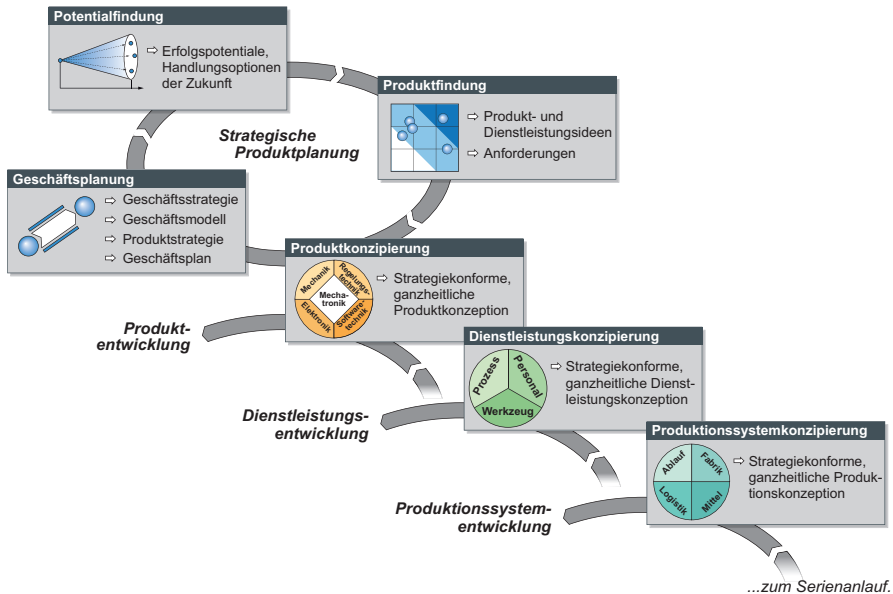 Potentialfindung
⇨ Erfolgspotentiale,
Handlungsoptionen
der Zukunft
Produktfindung
⇨ Produkt- und
Dienstleistungsideen
⇨ Anforderungen
Strategische
Produktplanung
Geschäftsplanung
⇨ Geschäftsstrategie
⇨ Geschäftsmodell
⇨ Produktstrategie
⇨ Geschäftsplan
Produktkonzipierung
Mechanik
Regelungs-
technik
Mecha-
tronik
Elektronik
Software-
technik
⇨ Strategiekonforme,
ganzheitliche
Produktkonzeption
Produkt-
entwicklung
Dienstleistungskonzipierung
Prozess
Personal
Werkzeug
⇨ Strategiekonforme,
ganzheitliche Dienst-
leistungskonzeption
Dienstleistungs-
entwicklung
Produktionssystemkonzipierung
Ablauf
Fabrik
Logistik
Mittel
⇨ Strategiekonforme,
ganzheitliche Produk-
tionskonzeption
Produktionssystem-
entwicklung
...zum Serienanlauf.